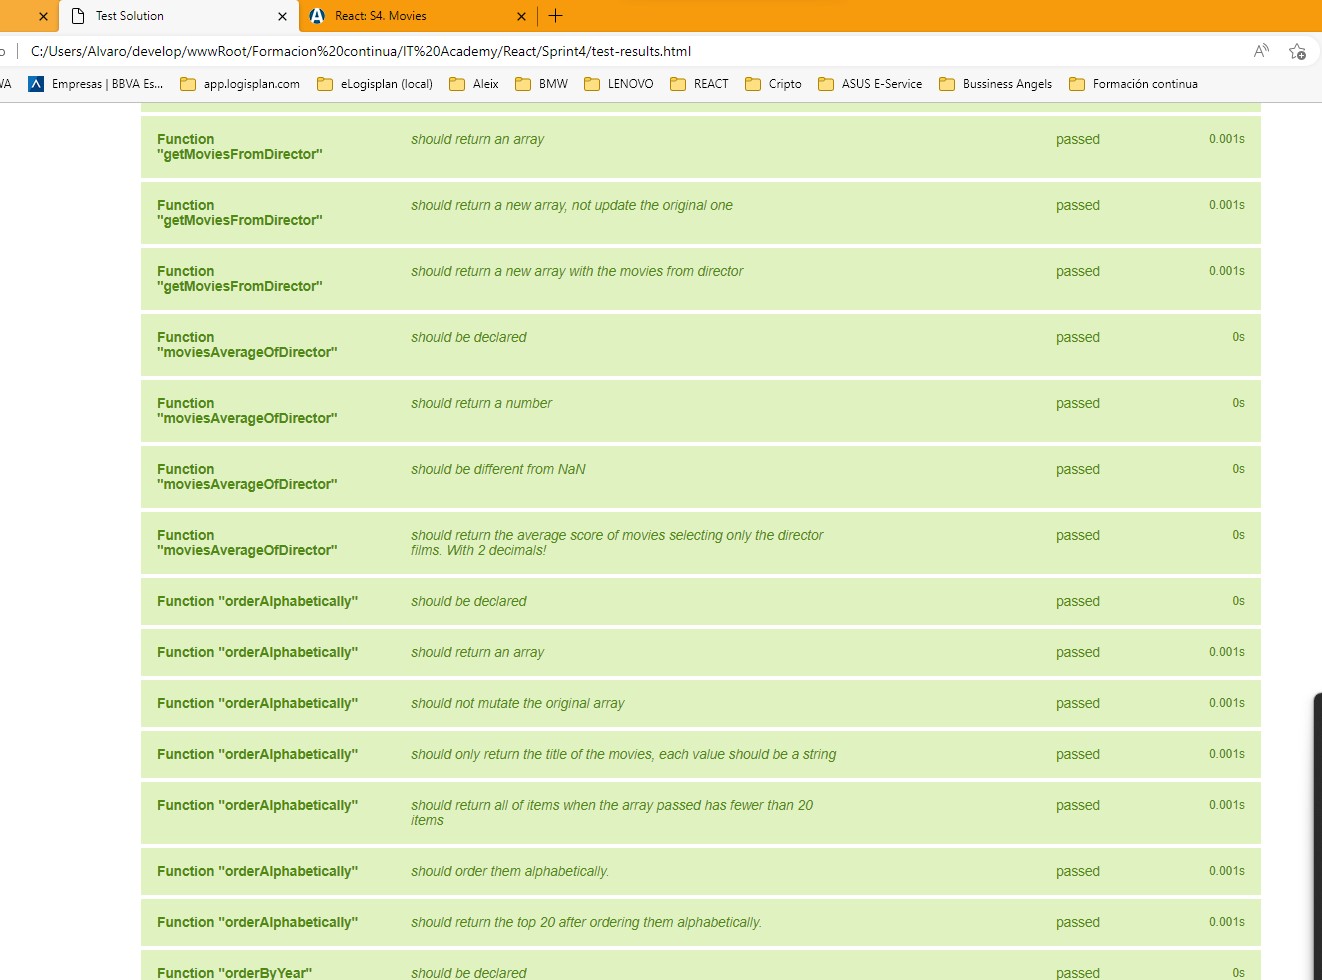 Test Solution
React: S4. Movies
C:/Users/Alvaro/develop/wwwRoot/Formacion%20continua/IT%20Academy/React/Sprint4/test-results.html
Empresas | BBVA Es...
app.logisplan.com
eLogisplan (local)
Aleix
BMW
LENOVO
REACT
Cripto
ASUS E-Service
Bussiness Angels
Formación continua
Function "getMoviesFromDirector" should return an array passed 0.001s
Function "getMoviesFromDirector" should return a new array, not update the original one passed 0.001s
Function "getMoviesFromDirector" should return a new array with the movies from director passed 0.001s
Function "moviesAverageOfDirector" should be declared passed 0s
Function "moviesAverageOfDirector" should return a number passed 0s
Function "moviesAverageOfDirector" should be different from NaN passed 0s
Function "moviesAverageOfDirector" should return the average score of movies selecting only the director films. With 2 decimals! passed 0s
Function "orderAlphabetically" should be declared passed 0s
Function "orderAlphabetically" should return an array passed 0.001s
Function "orderAlphabetically" should not mutate the original array passed 0.001s
Function "orderAlphabetically" should only return the title of the movies, each value should be a string passed 0.001s
Function "orderAlphabetically" should return all of items when the array passed has fewer than 20 items passed 0.001s
Function "orderAlphabetically" should order them alphabetically. passed 0.001s
Function "orderAlphabetically" should return the top 20 after ordering them alphabetically. passed 0.001s
Function "orderByYear" should be declared passed 0s